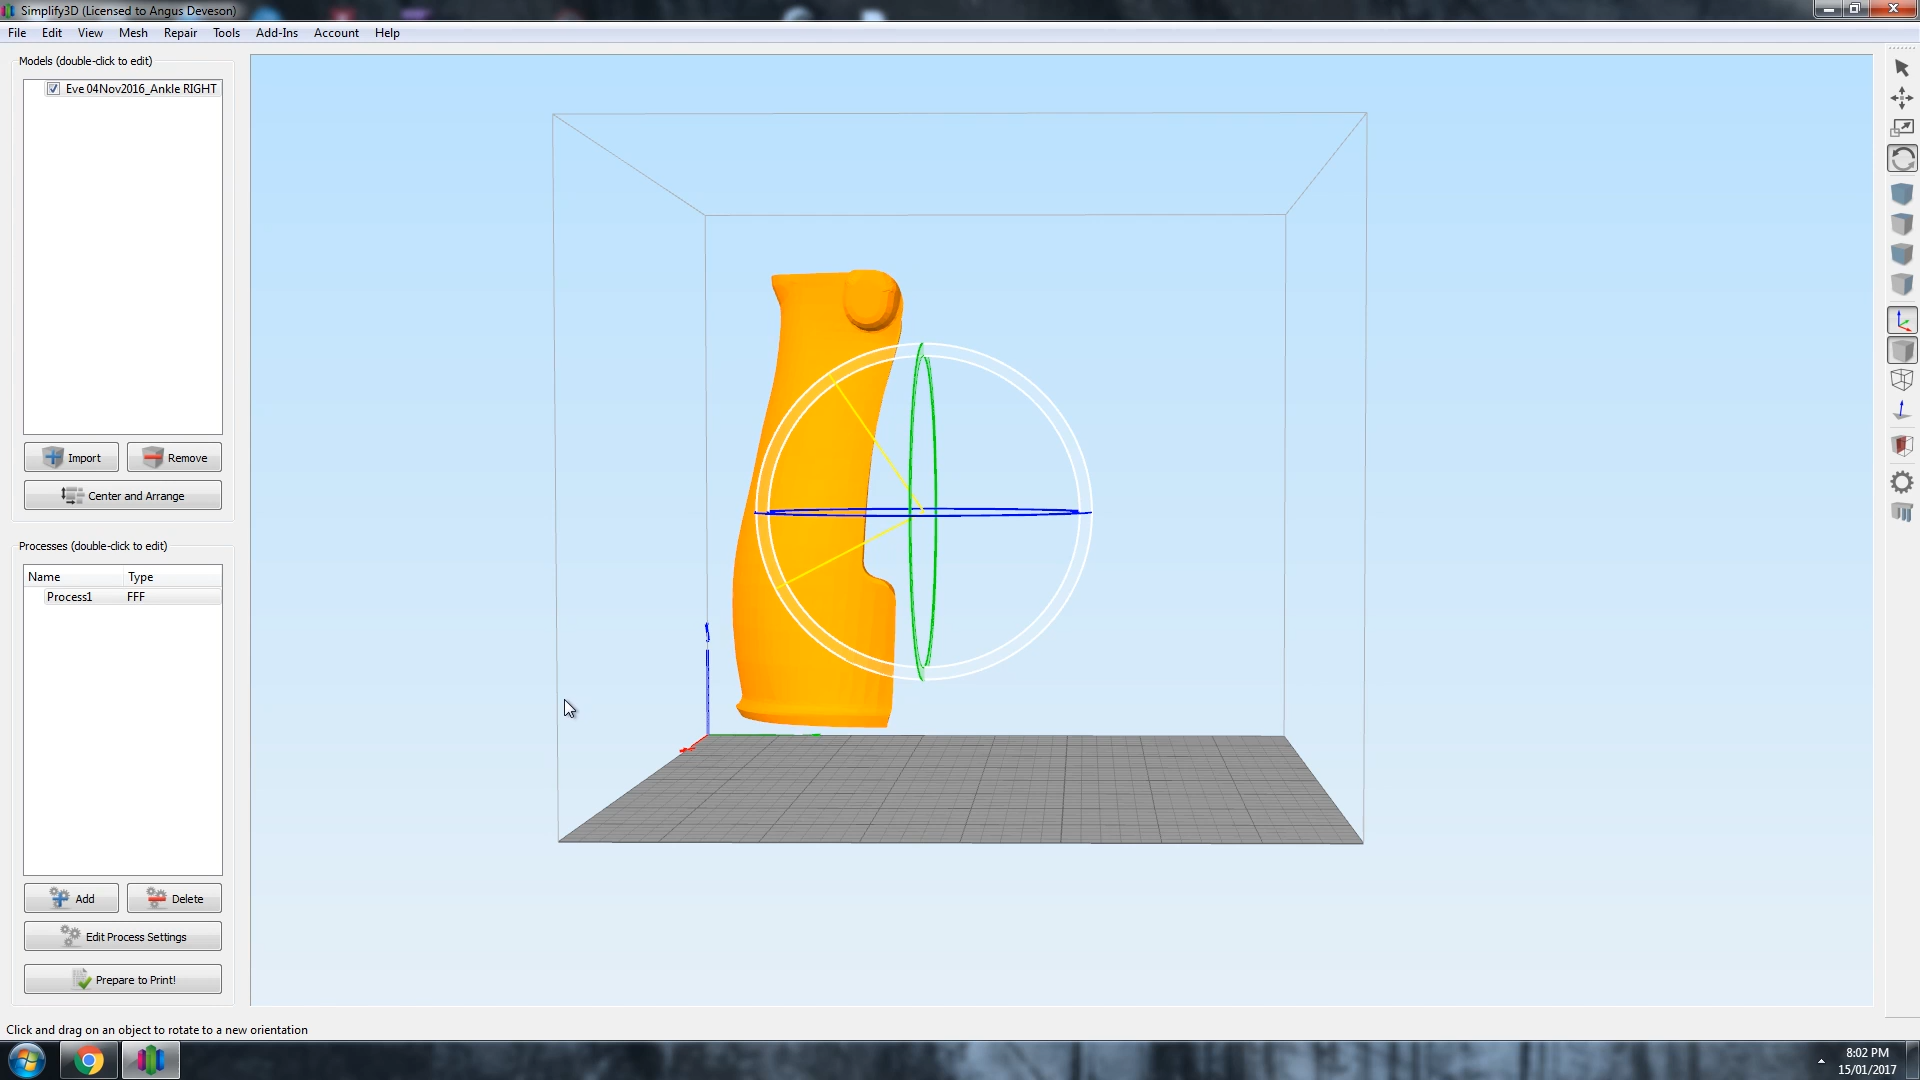 Simplify3D (Licensed to Angus Deveson)
File Edit View Mesh Repair Tools Add-Ins Account Help
Models (double-click to edit)
Eve 04Nov2016_Ankle RIGHT
Import Remove
Center and Arrange
Processes (double-click to edit)
Name Type
Process1 FFF
Add Delete
Edit Process Settings
Prepare to Print!
Click and drag on an object to rotate to a new orientation
8:02 PM
15/01/2017